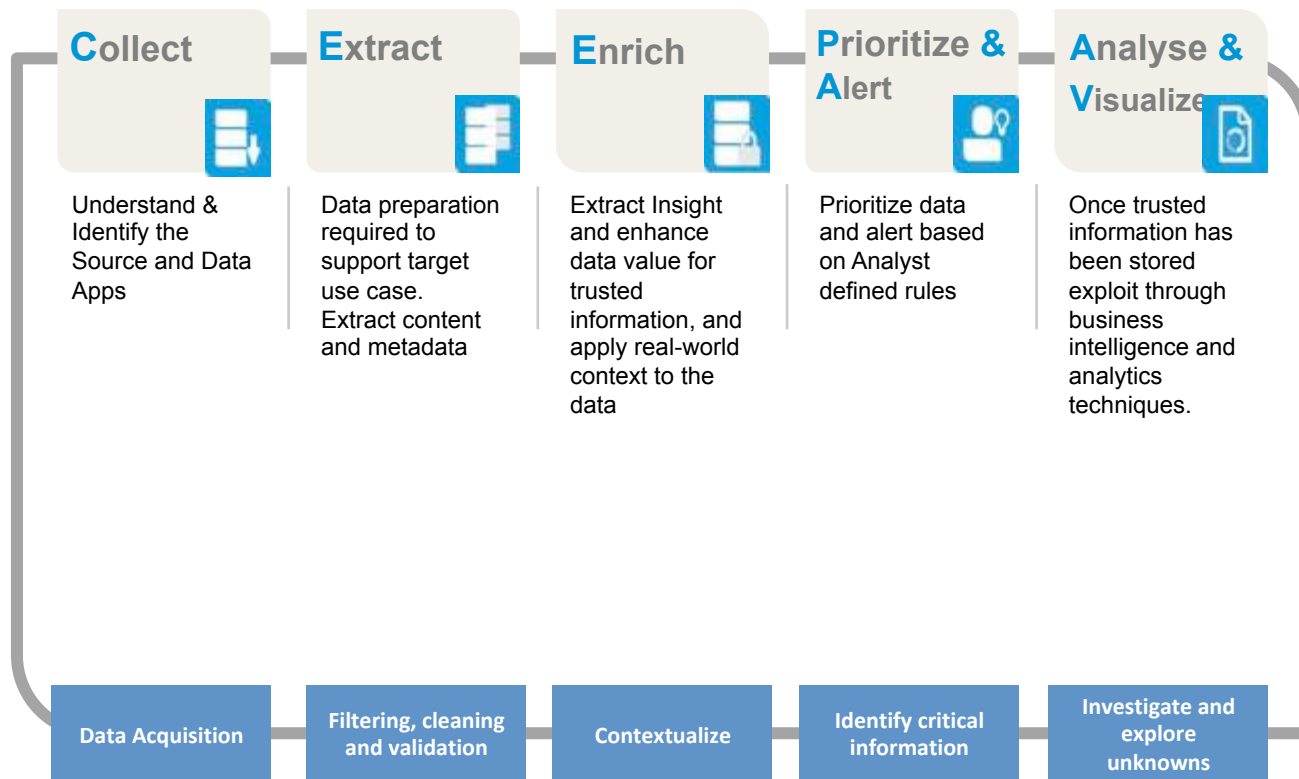 Collect
Understand &
Identify the
Source and Data
Apps
Extract
Data preparation
required to
support target
use case.
Extract content
and metadata
Enrich
Extract Insight
and enhance
data value for
trusted
information, and
apply real-world
context to the
data
Prioritize &
Alert
Prioritize data
and alert based
on Analyst
defined rules
Analyse &
Visualize
Once trusted
information has
been stored
exploit through
business
intelligence and
analytics
techniques.
Data Acquisition
Filtering, cleaning
and validation
Contextualize
Identify critical
information
Investigate and
explore
unknowns